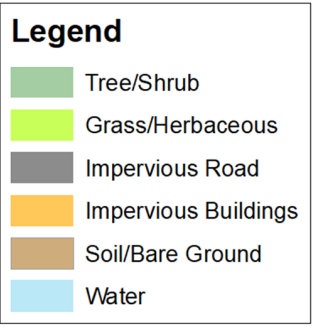 Legend
Tree/Shrub
Grass/Herbaceous
Impervious Road
Impervious Buildings
Soil/Bare Ground
Water